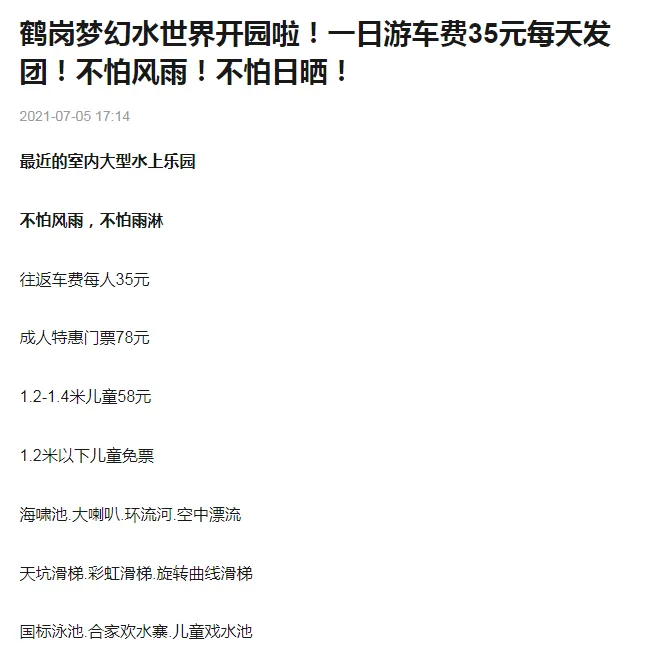 鹤岗梦幻水世界开园啦！一日游车费35元每天发
团！不怕风雨！不怕日晒！
2021-07-05 17:14
最近的室内大型水上乐园
不怕风雨，不怕雨淋
往返车费每人35元
成人特惠门票78元
1.2-1.4米儿童58元
1.2米以下儿童免票
海啸池.大喇叭.环流河.空中漂流
天坑滑梯.彩虹滑梯.旋转曲线滑梯
国标泳池.合家欢水寨.儿童戏水池